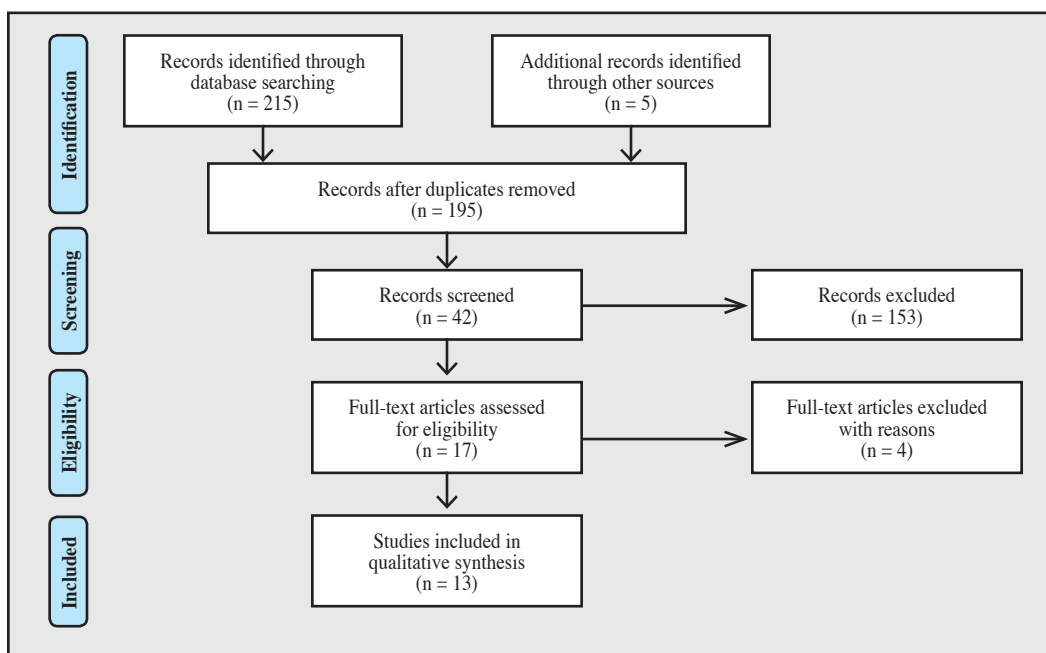 Identification
Records identified through
database searching
(n = 215)
Additional records identified
through other sources
(n = 5)
Records after duplicates removed
(n = 195)
Screening
Records screened
(n = 42)
Records excluded
(n = 153)
Eligibility
Full-text articles assessed
for eligibility
(n = 17)
Full-text articles excluded
with reasons
(n = 4)
Included
Studies included in
qualitative synthesis
(n = 13)